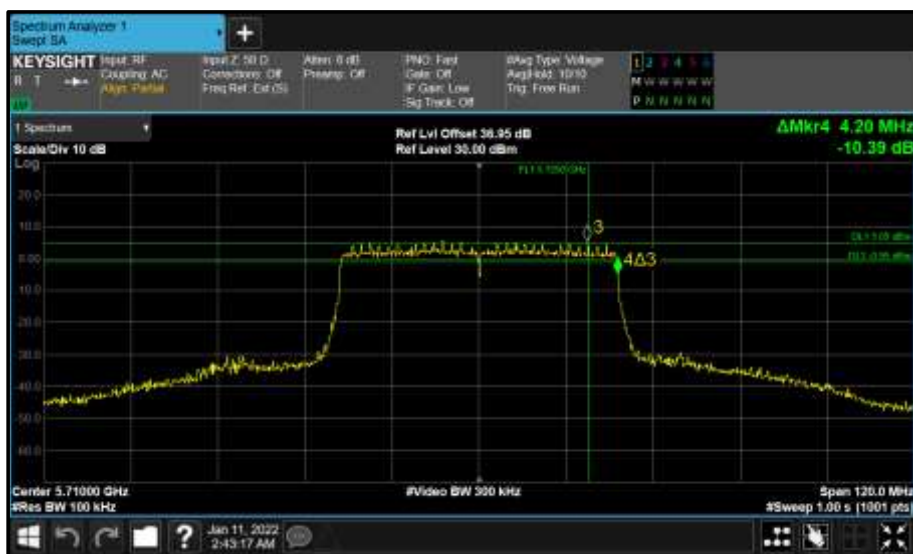 Spectrum Analyzer 1
Swept SA
+
KEYSIGHT Input: RF
R T Coupling: AC
Align: Partial
Input Z: 50 Ω
Corrections: Off
Freq Ref: Ext (S)
Atten: 0 dB
Preamp: Off
PNO: Fast
Gate: Off
IF Gain: Low
Sig Track: Off
#Avg Type: Voltage
Avg|Hold: 10/10
Trig: Free Run
1 2 3 4 5 6
M W W W W W
P N N N N N
1 Spectrum
Scale/Div 10 dB
Ref Lvl Offset 36.95 dB
Ref Level 30.00 dBm
ΔMkr4 4.20 MHz
-10.39 dB
Log
20.0
10.0
0.00
-10.0
-20.0
-30.0
-40.0
-50.0
-60.0
3
4Δ3
Center 5.71000 GHz
#Res BW 100 kHz
#Video BW 300 kHz
Span 120.0 MHz
#Sweep 1.00 s (1001 pts)
?
Jan 11, 2022
2:43:17 AM